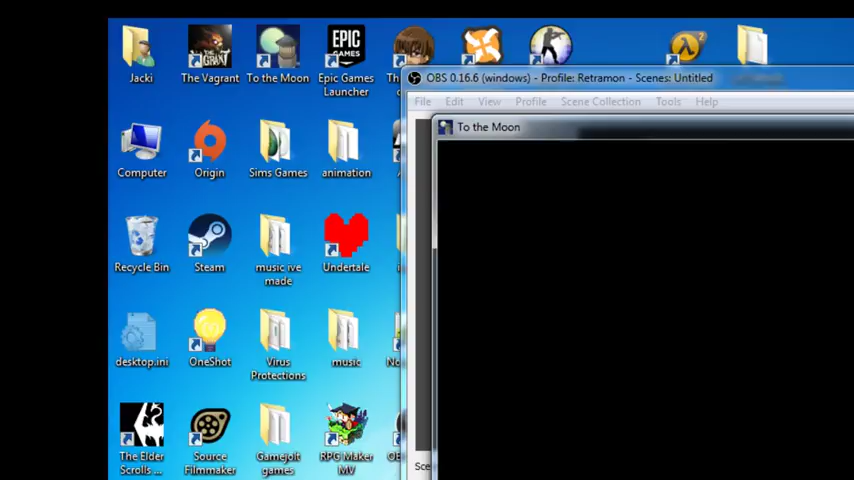 EPIC
GAMES
2
Jacki
The Vagrant
To the Moon
Epic Games
Launcher
OBS 0.16.6 (windows) - Profile: Retramon - Scenes: Untitled
File Edit View Profile Scene Collection Tools Help
To the Moon
Computer
Origin
Sims Games
animation
Recycle Bin
Steam
music ive
made
Undertale
desktop.ini
OneShot
Virus
Protections
music
The Elder
Scrolls ...
Source
Filmmaker
Gamejolt
games
RPG Maker
MV